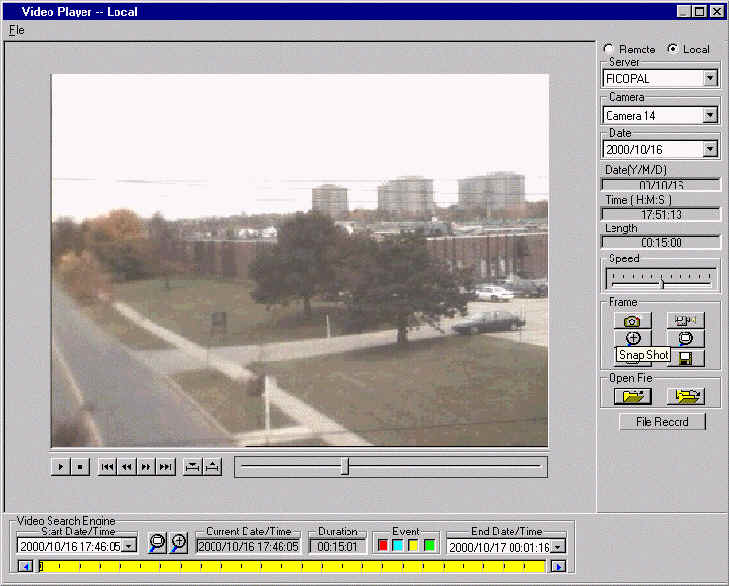 Video Player -- Local
File
Remote Local
Server
FICOPAL
Camera
Camera 14
Date
2000/10/16
Date(Y/M/D)
00/10/16
Time ( H:M:S )
17:51:13
Length
00:15:00
Speed
Frame
Snap Shot
Open File
File Record
Video Search Engine
Start Date/Time
2000/10/16 17:46:05
Current Date/Time
2000/10/16 17:46:05
Duration
00:15:01
Event
End Date/Time
2000/10/17 00:01:16